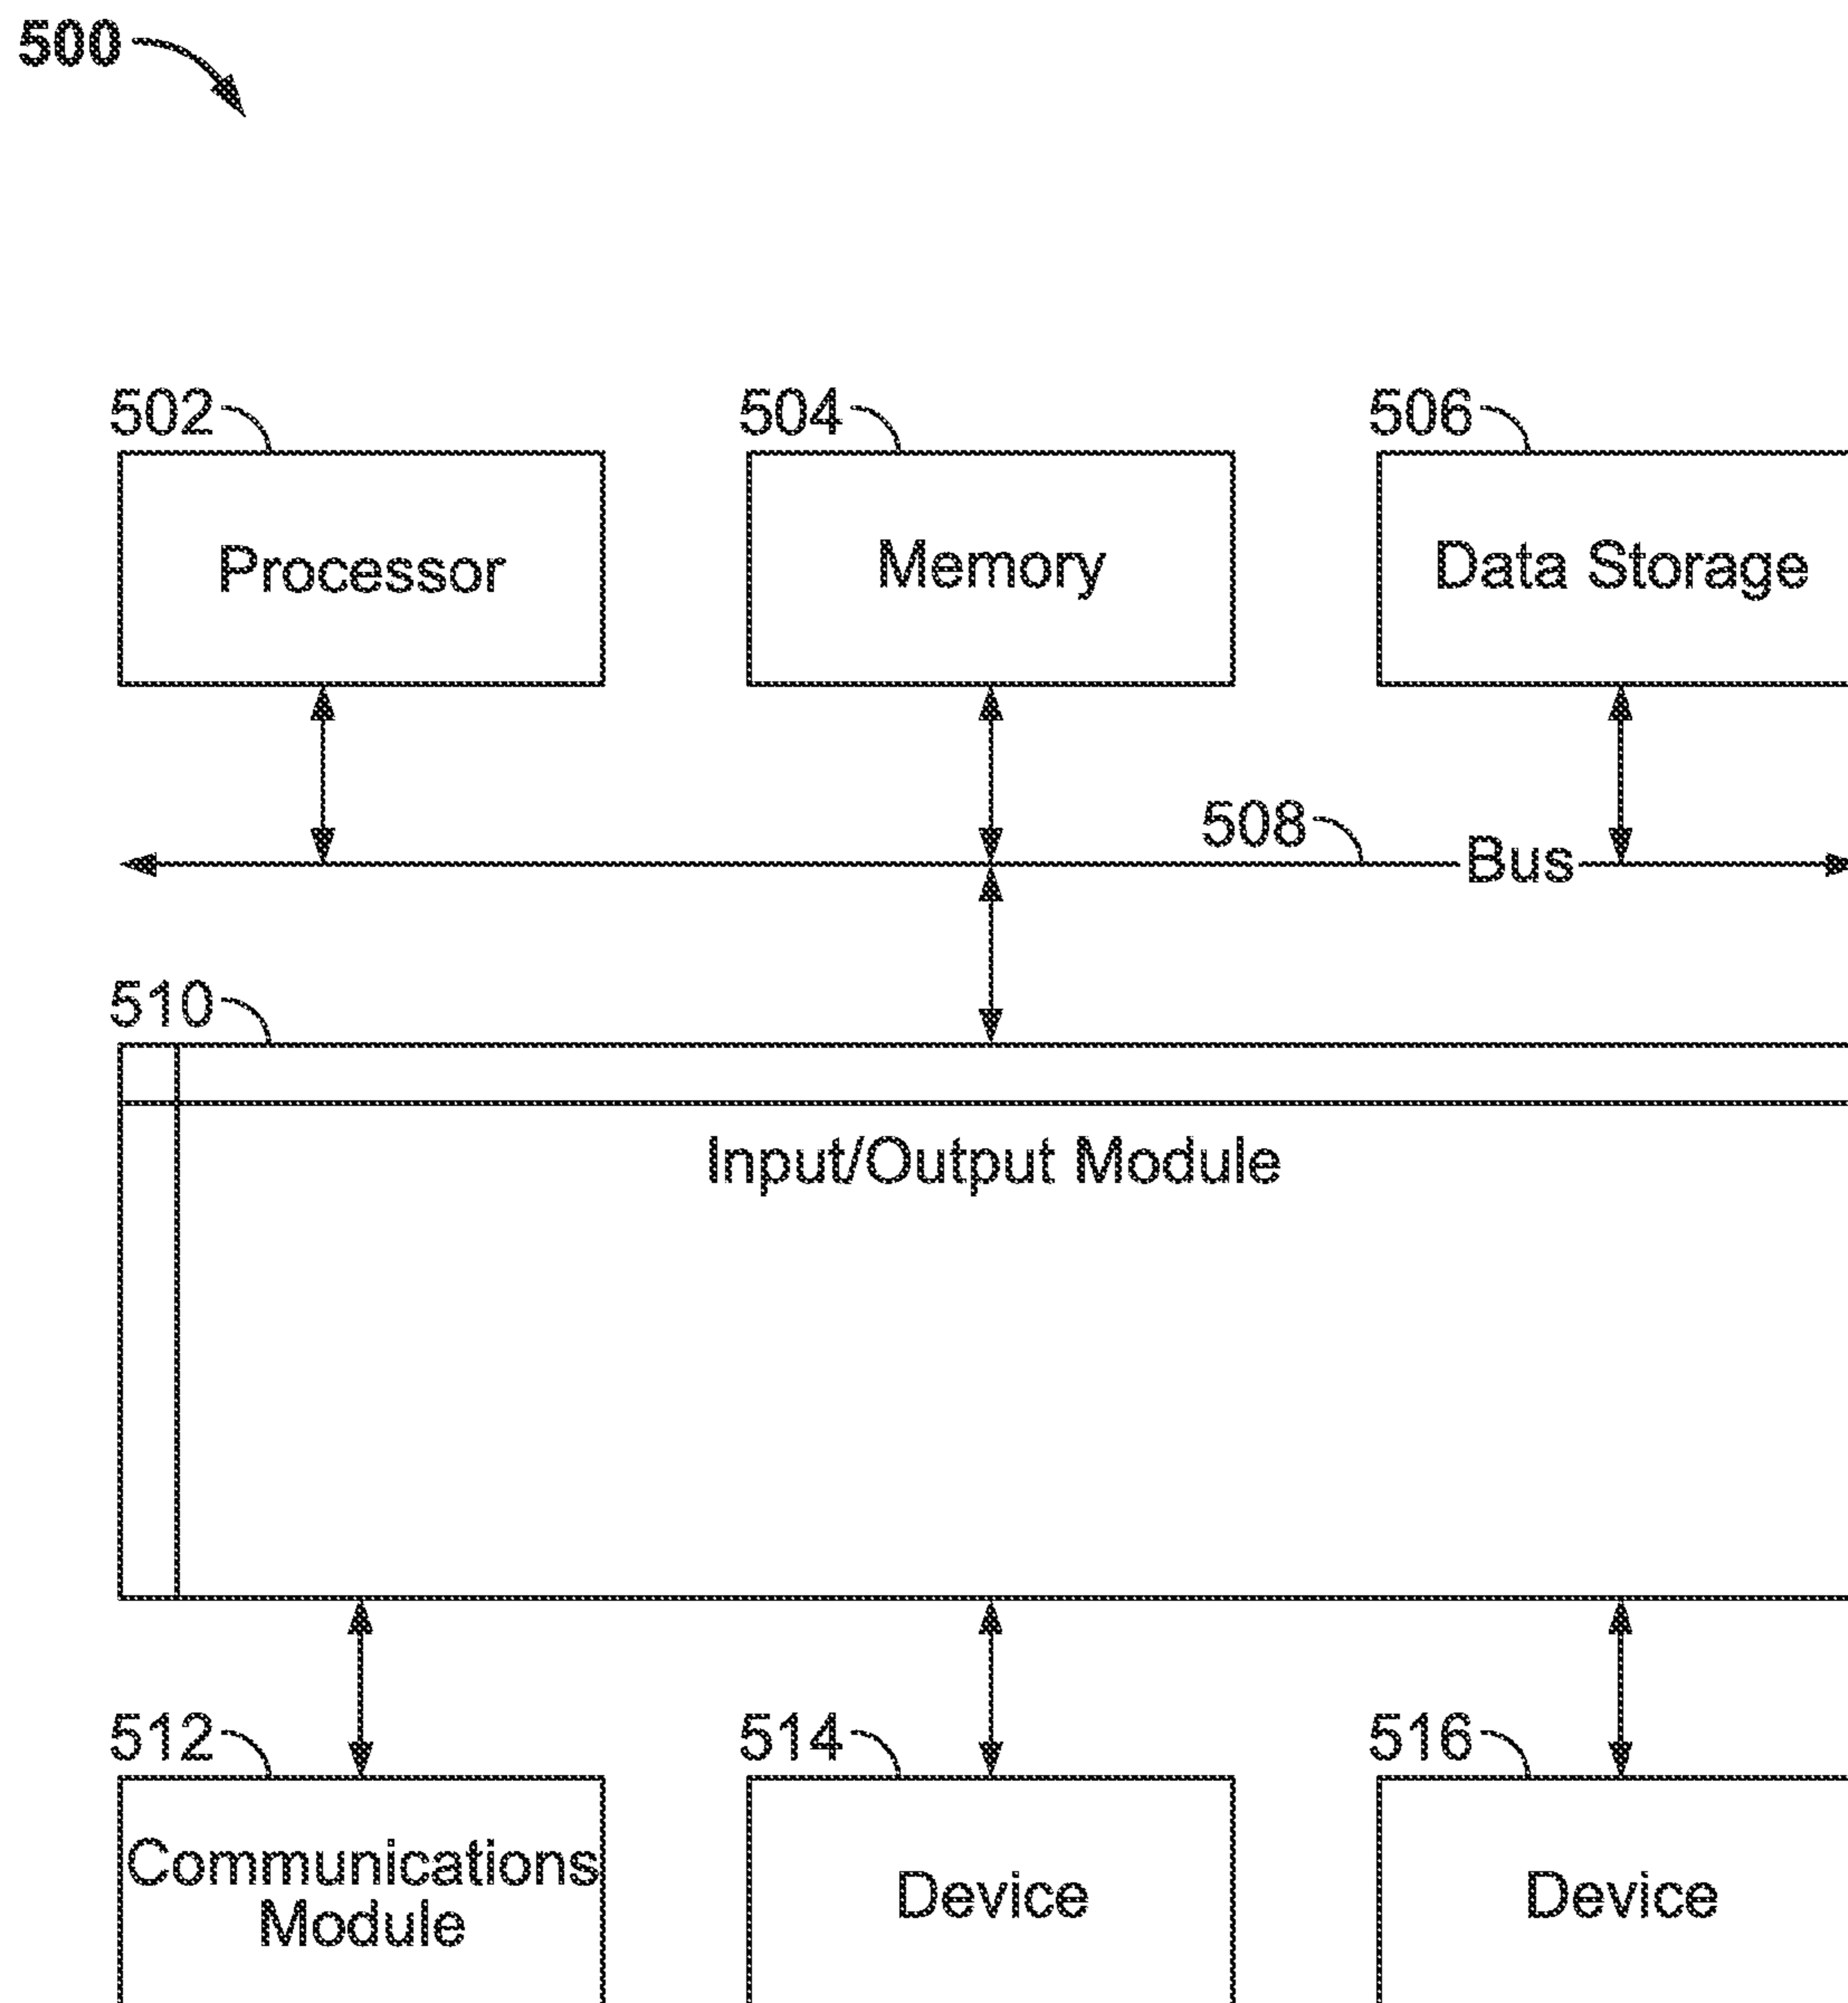 500
502
504
506
Processor
Memory
Data Storage
508
Bus
510
Input/Output Module
512
514
516
Communications
Module
Device
Device